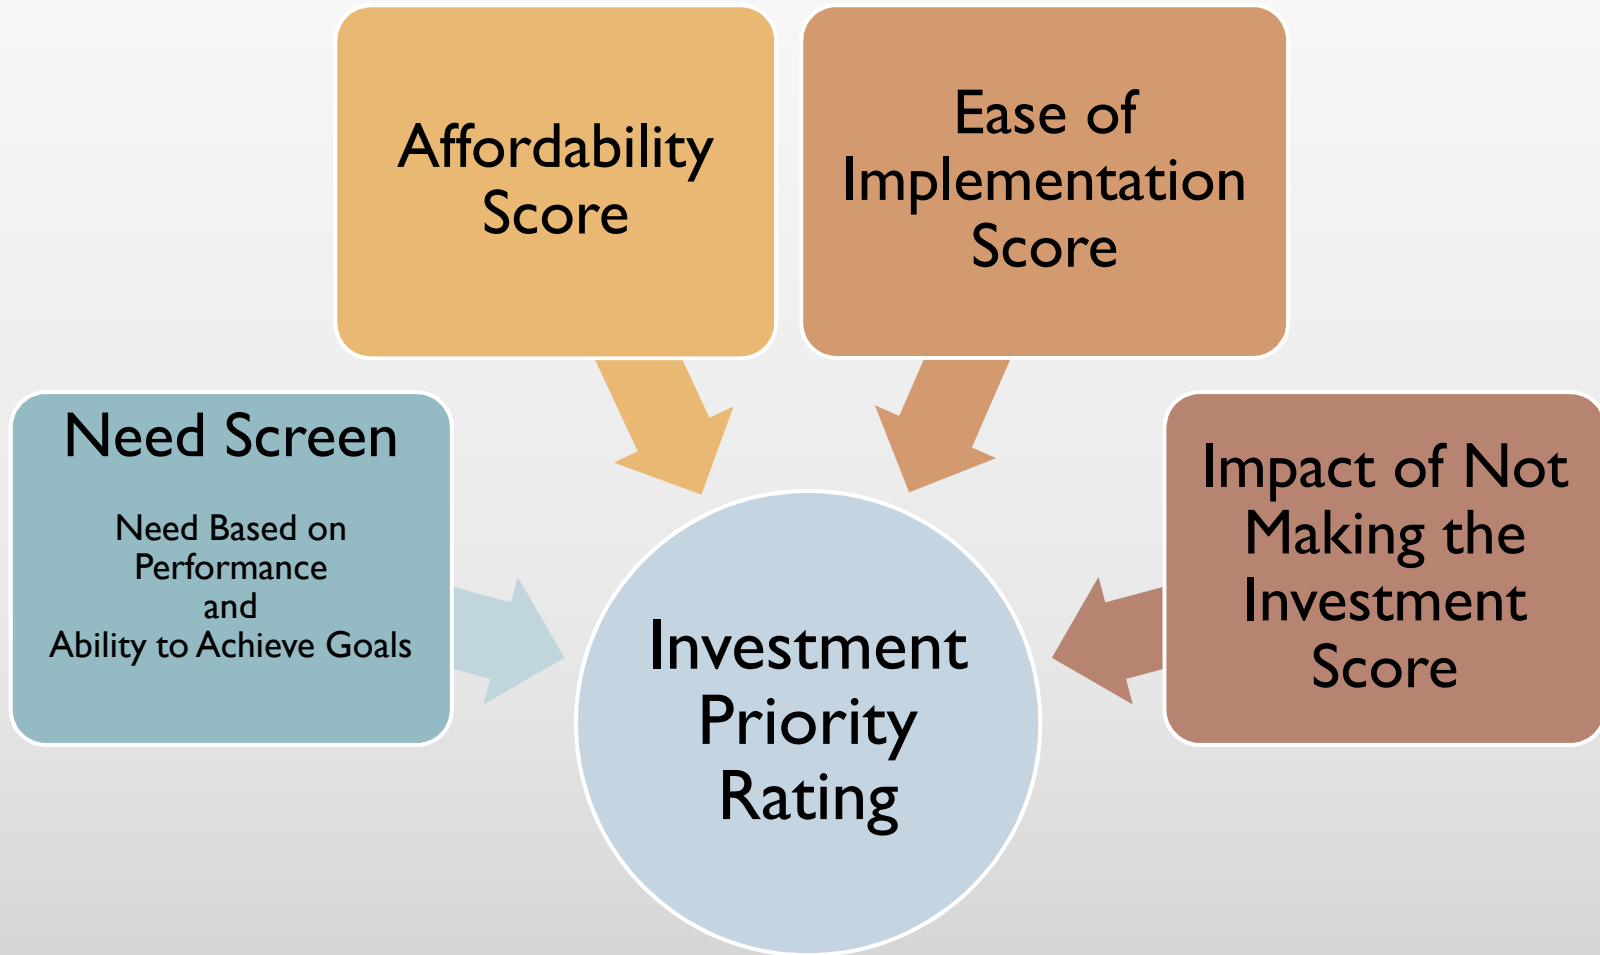 Affordability
Score
Ease of
Implementation
Score
Need Screen
Need Based on
Performance
and
Ability to Achieve Goals
Impact of Not
Making the
Investment
Score
Investment
Priority
Rating